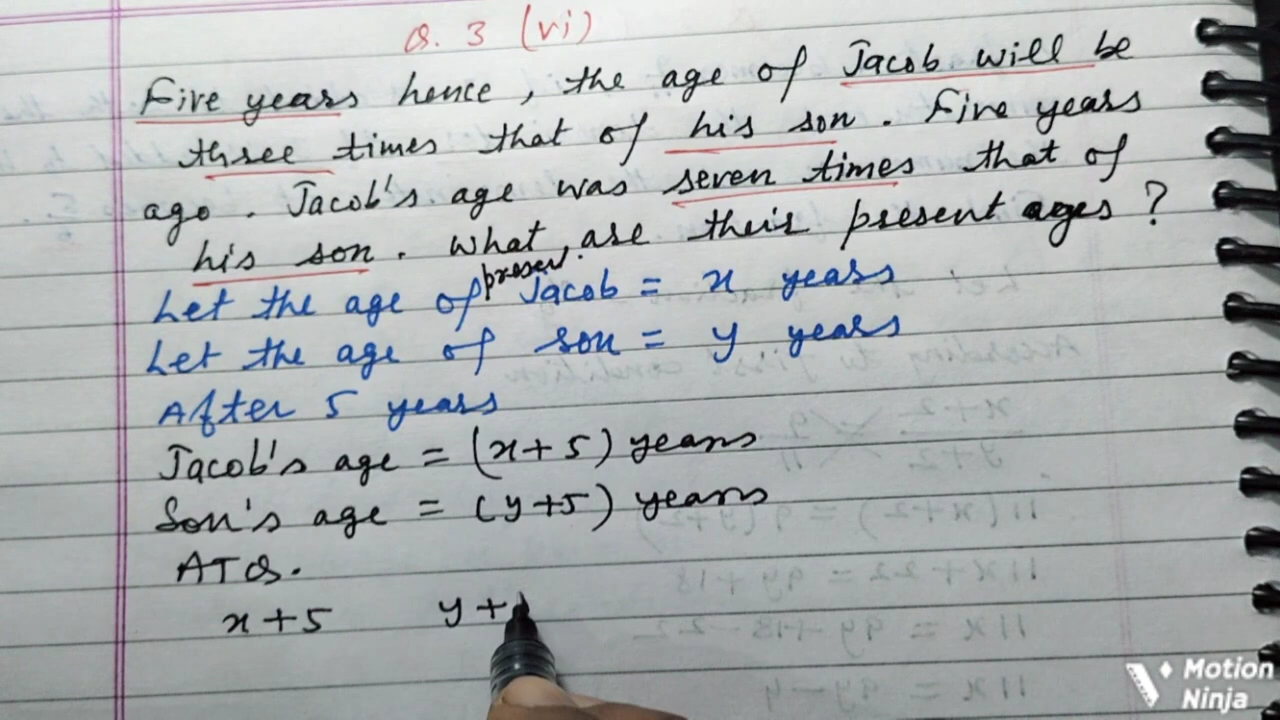 Q. 3 (vi)
Five years hence, the age of Jacob will be
three times that of his son. Five years
ago. Jacob's age was seven times that of
his son. What are their present ages?
Let the present age of Jacob = x years
Let the age of son = y years
After 5 years
Jacob's age = (x+5) years
Son's age = (y+5) years
ATQ.
x+5 y+
Motion
Ninja